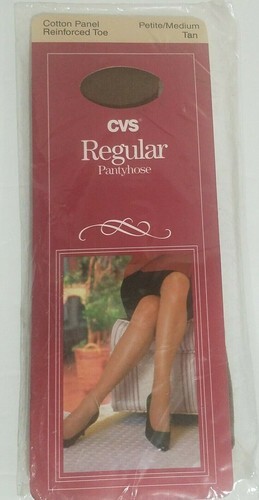 Cotton Panel
Reinforced Toe
Petite/Medium
Tan
CVS®
Regular
Pantyhose